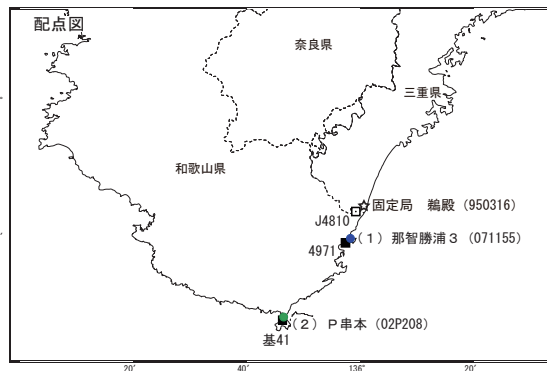 配点図
奈良県
三重県
和歌山県
固定局 鵜殿 (950316)
J4810
(1) 那智勝浦3 (071155)
4971
(2) P串本 (02P208)
基41
20′ 40′ 136° 20′